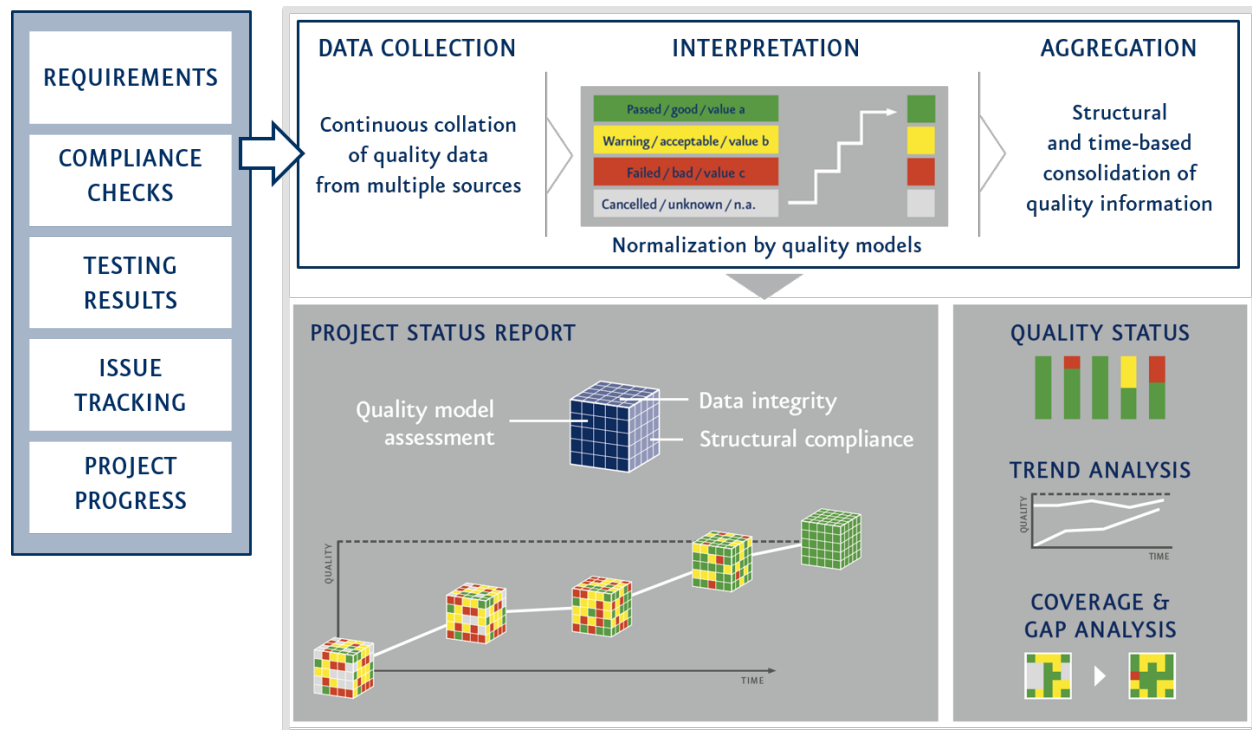 REQUIREMENTS
COMPLIANCE
CHECKS
TESTING
RESULTS
ISSUE
TRACKING
PROJECT
PROGRESS
DATA COLLECTION
Continuous collation
of quality data
from multiple sources
INTERPRETATION
Passed / good / value a
Warning / acceptable / value b
Failed / bad / value c
Cancelled / unknown / n.a.
Normalization by quality models
AGGREGATION
Structural
and time-based
consolidation of
quality information
PROJECT STATUS REPORT
Quality model
assessment
Data integrity
Structural compliance
QUALITY
TIME
QUALITY STATUS
TREND ANALYSIS
QUALITY
TIME
COVERAGE &
GAP ANALYSIS